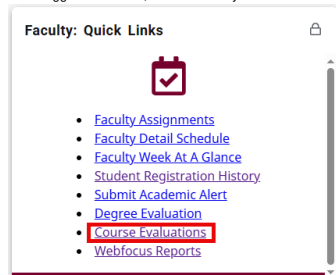 Faculty: Quick Links
Faculty Assignments
Faculty Detail Schedule
Faculty Week At A Glance
Student Registration History
Submit Academic Alert
Degree Evaluation
Course Evaluations
Webfocus Reports